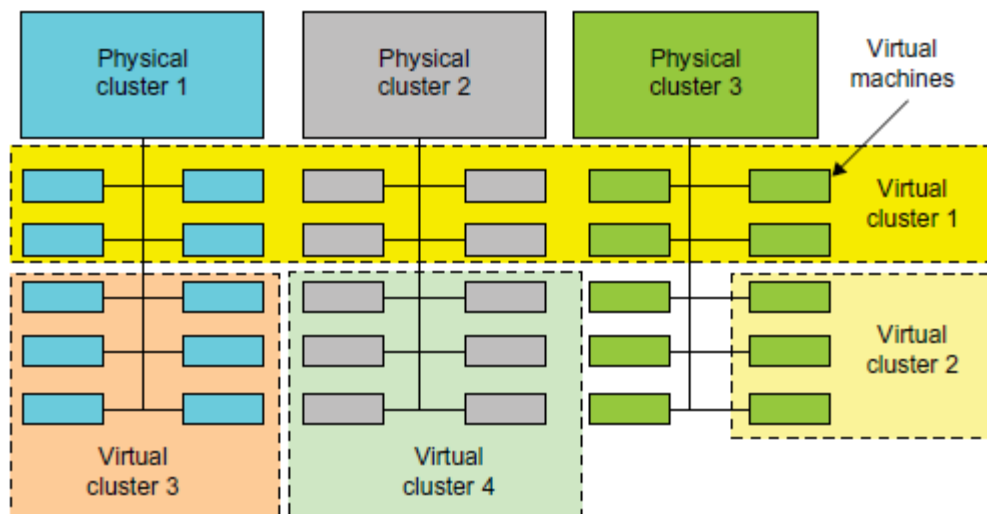 Physical
cluster 1
Physical
cluster 2
Physical
cluster 3
Virtual
machines
Virtual
cluster 1
Virtual
cluster 2
Virtual
cluster 3
Virtual
cluster 4